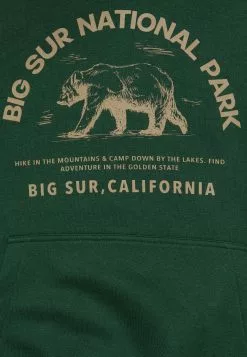 BIG SUR NATIONAL PARK
HIKE IN THE MOUNTAINS & CAMP DOWN BY THE LAKES. FIND
ADVENTURE IN THE GOLDEN STATE
BIG SUR,CALIFORNIA